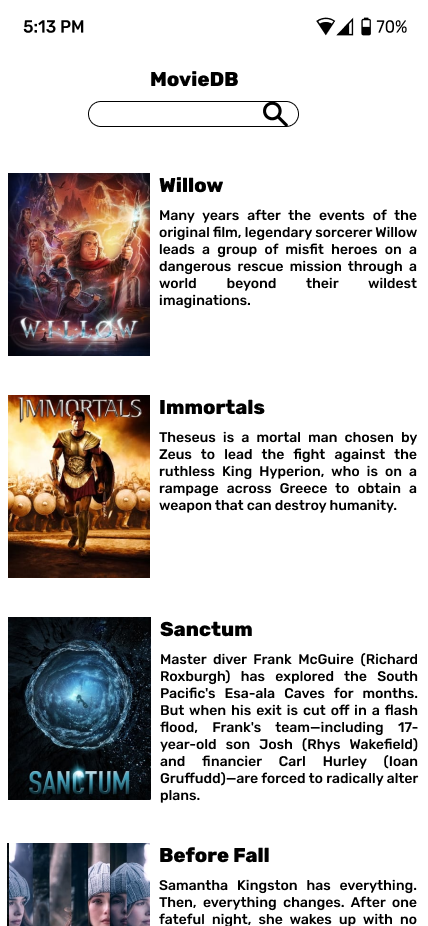 5:13 PM
70%
MovieDB
Willow
Many years after the events of the
original film, legendary sorcerer Willow
leads a group of misfit heroes on a
dangerous rescue mission through a
world beyond their wildest
imaginations.
WILLOW
IMMORTALS
Immortals
Theseus is a mortal man chosen by
Zeus to lead the fight against the
ruthless King Hyperion, who is on a
rampage across Greece to obtain a
weapon that can destroy humanity.
Sanctum
Master diver Frank McGuire (Richard
Roxburgh) has explored the South
Pacific's Esa-ala Caves for months.
But when his exit is cut off in a flash
flood, Frank's team—including 17-
year-old son Josh (Rhys Wakefield)
and financier Carl Hurley (Ioan
Gruffudd)—are forced to radically alter
plans.
SANCTUM
Before Fall
Samantha Kingston has everything.
Then, everything changes. After one
fateful night, she wakes up with no